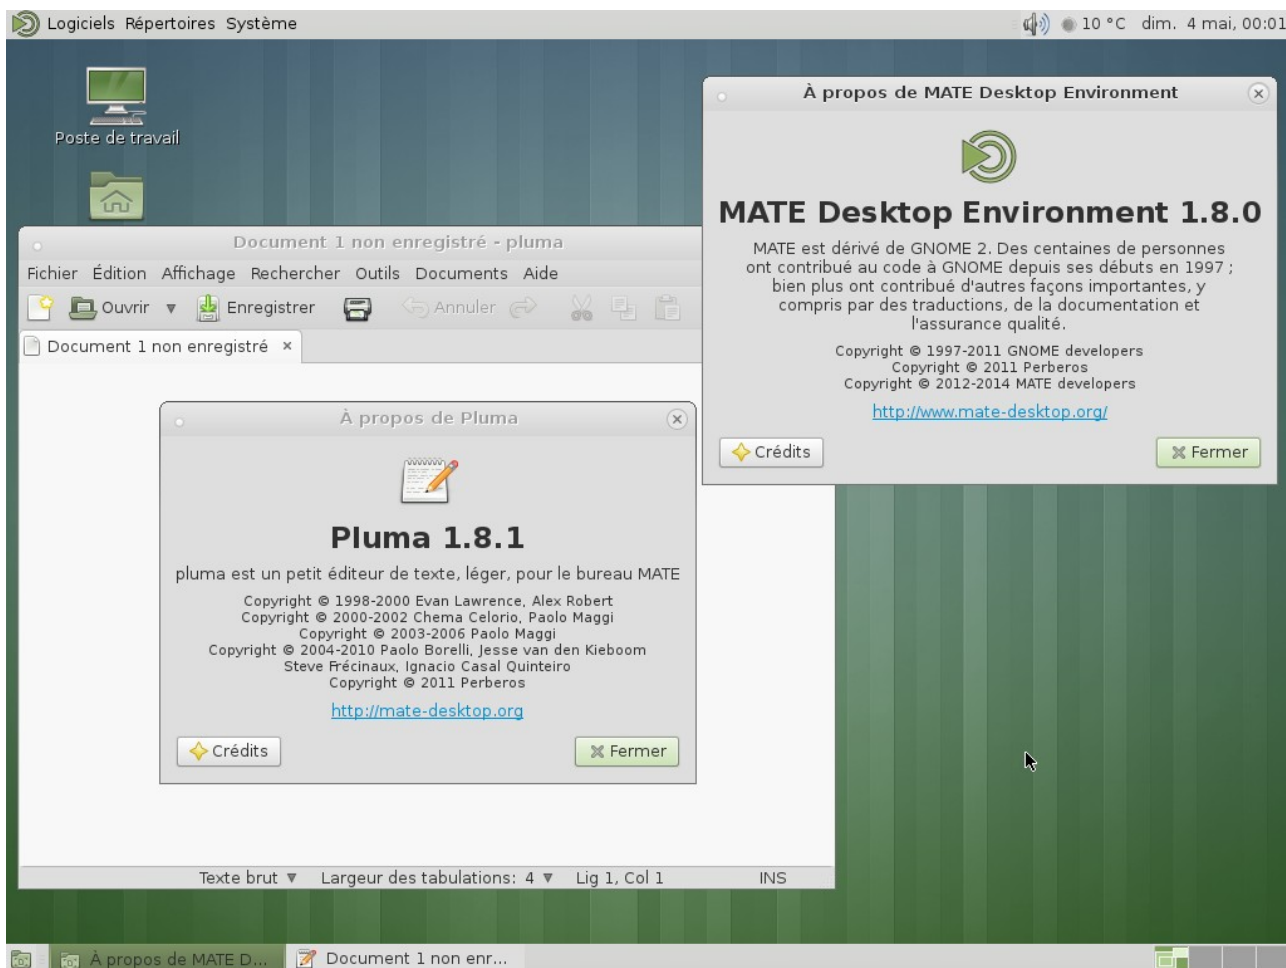 Logiciels Répertoires Système
10 °C dim. 4 mai, 00:01
Poste de travail
À propos de MATE Desktop Environment
MATE Desktop Environment 1.8.0
MATE est dérivé de GNOME 2. Des centaines de personnes
ont contribué au code à GNOME depuis ses débuts en 1997 ;
bien plus ont contribué d'autres façons importantes, y
compris par des traductions, de la documentation et
l'assurance qualité.
Copyright © 1997-2011 GNOME developers
Copyright © 2011 Perberos
Copyright © 2012-2014 MATE developers
http://www.mate-desktop.org/
Crédits
Fermer
Document 1 non enregistré - pluma
Fichier Édition Affichage Rechercher Outils Documents Aide
Ouvrir Enregistrer Annuler
Document 1 non enregistré
À propos de Pluma
Pluma 1.8.1
pluma est un petit éditeur de texte, léger, pour le bureau MATE
Copyright © 1998-2000 Evan Lawrence, Alex Robert
Copyright © 2000-2002 Chema Celorio, Paolo Maggi
Copyright © 2003-2006 Paolo Maggi
Copyright © 2004-2010 Paolo Borelli, Jesse van den Kieboom
Steve Frécinaux, Ignacio Casal Quinteiro
Copyright © 2011 Perberos
http://mate-desktop.org
Crédits
Fermer
Texte brut Largeur des tabulations: 4 Lig 1, Col 1 INS
À propos de MATE D...
Document 1 non enr...